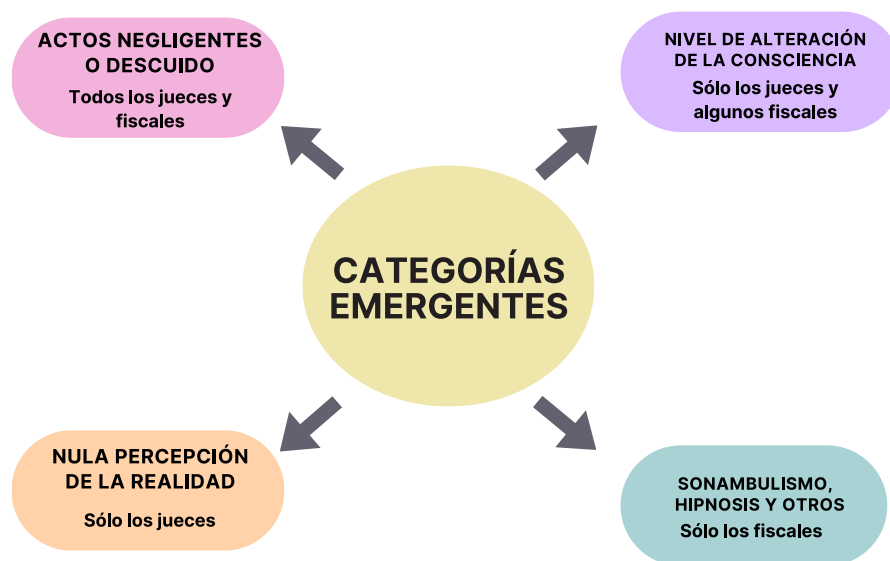 ACTOS NEGLIGENTES
O DESCUIDO
Todos los jueces y
fiscales
NIVEL DE ALTERACIÓN
DE LA CONSCIENCIA
Sólo los jueces y
algunos fiscales
CATEGORÍAS
EMERGENTES
NULA PERCEPCIÓN
DE LA REALIDAD
Sólo los jueces
SONAMBULISMO,
HIPNOSIS Y OTROS
Sólo los fiscales